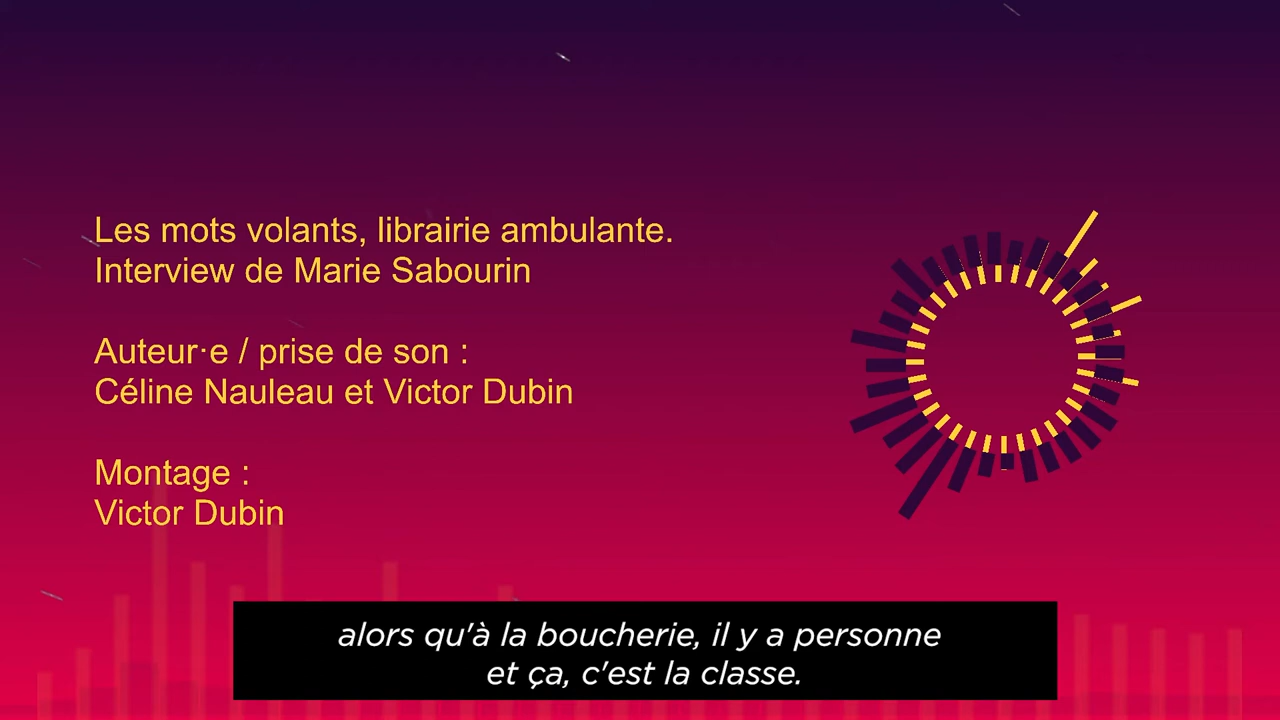 Les mots volants, librairie ambulante.
Interview de Marie Sabourin
Auteur·e / prise de son :
Céline Nauleau et Victor Dubin
Montage :
Victor Dubin
alors qu'à la boucherie, il y a personne
et ça, c'est la classe.